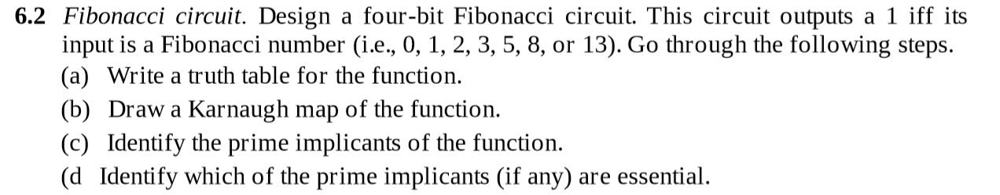 6.2 Fibonacci circuit. Design a four-bit Fibonacci circuit. This circuit outputs a 1 iff its
input is a Fibonacci number (i.e., 0, 1, 2, 3, 5, 8, or 13). Go through the following steps.
(a) Write a truth table for the function.
(b) Draw a Karnaugh map of the function.
(c) Identify the prime implicants of the function.
(d Identify which of the prime implicants (if any) are essential.